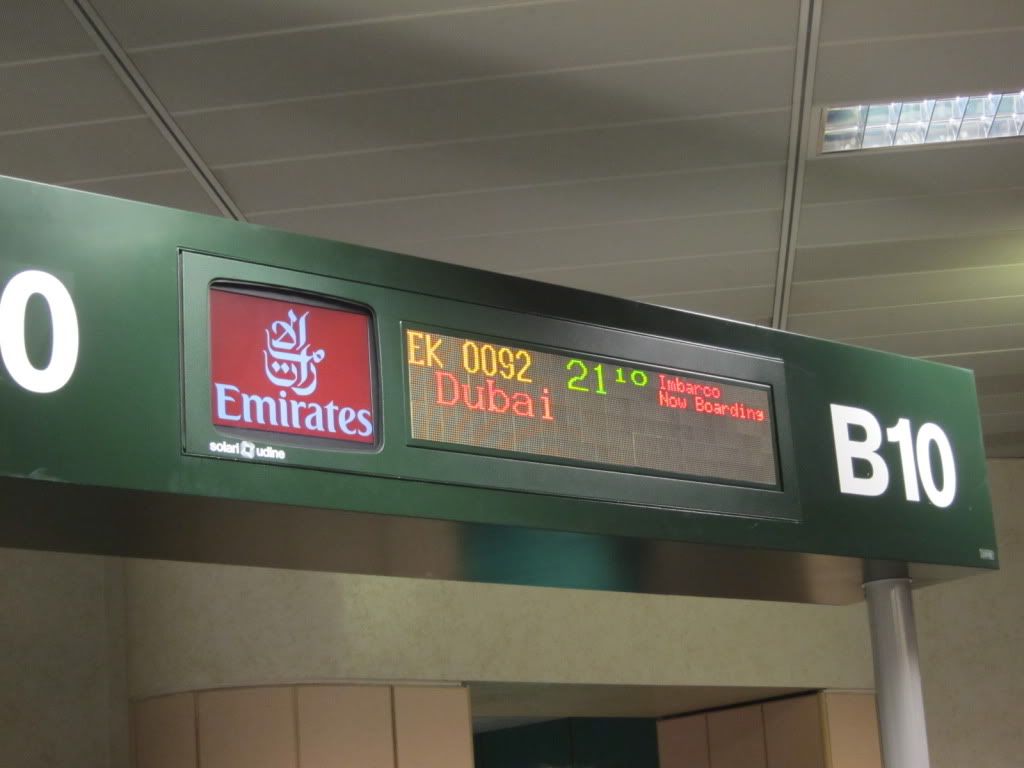 0
Emirates
solari udine
EK 0092 21¹⁰ Imbarco
Dubai Now Boarding
B10